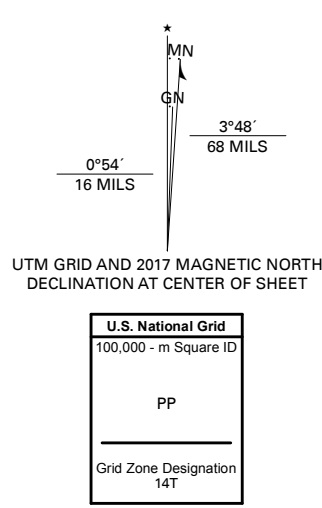 ★
MN
GN
3°48´
68 MILS
0°54´
16 MILS
UTM GRID AND 2017 MAGNETIC NORTH
DECLINATION AT CENTER OF SHEET
U.S. National Grid
100,000 - m Square ID
PP
Grid Zone Designation
14T